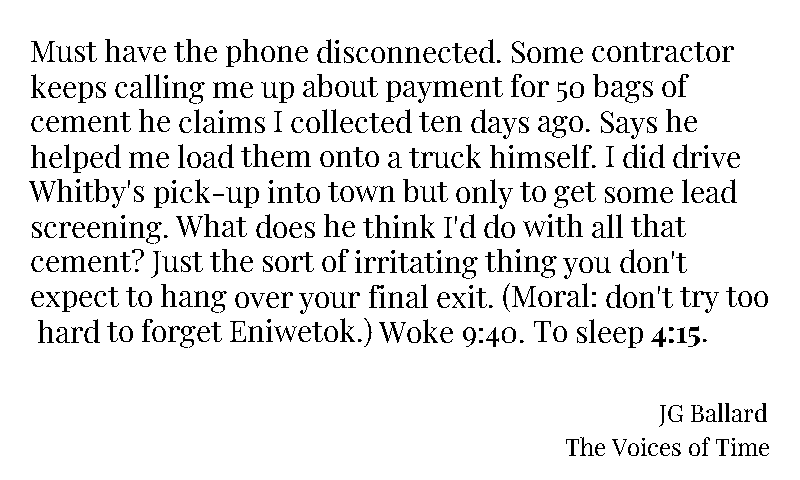 Must have the phone disconnected. Some contractor
keeps calling me up about payment for 50 bags of
cement he claims I collected ten days ago. Says he
helped me load them onto a truck himself. I did drive
Whitby's pick-up into town but only to get some lead
screening. What does he think I'd do with all that
cement? Just the sort of irritating thing you don't
expect to hang over your final exit. (Moral: don't try too
hard to forget Eniwetok.) Woke 9:40. To sleep 4:15.
JG Ballard
The Voices of Time